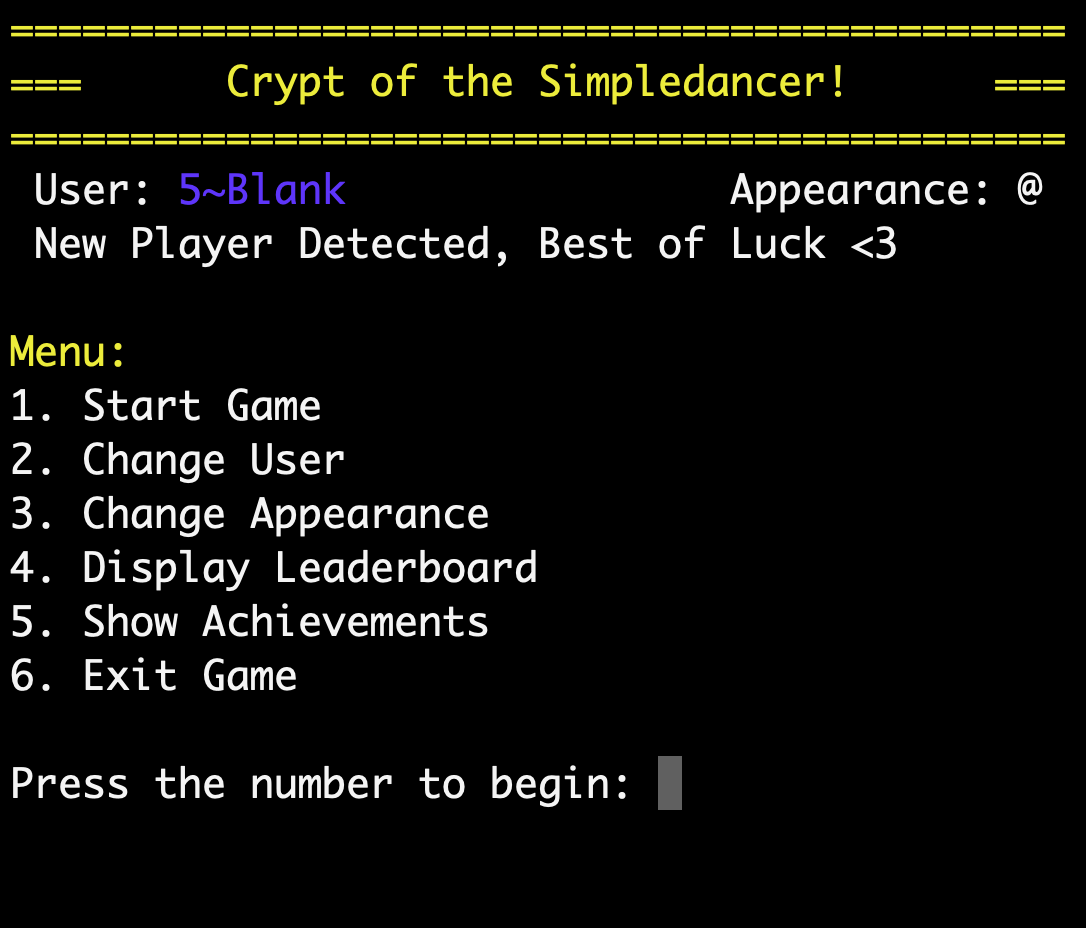 ============================================
===      Crypt of the Simpledancer!      ===
============================================
User: 5~Blank                Appearance: @
New Player Detected, Best of Luck <3
Menu:
1. Start Game
2. Change User
3. Change Appearance
4. Display Leaderboard
5. Show Achievements
6. Exit Game
Press the number to begin: